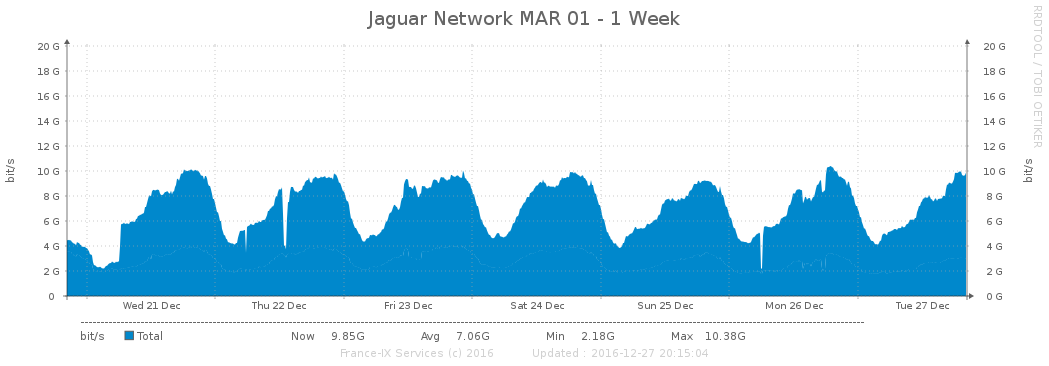 Jaguar Network MAR 01 - 1 Week
RRDTOOL / TOBI OETIKER
bit/s
bit/s
20 G 20 G
18 G 18 G
16 G 16 G
14 G 14 G
12 G 12 G
10 G 10 G
8 G 8 G
6 G 6 G
4 G 4 G
2 G 2 G
0 0 G
Wed 21 Dec Thu 22 Dec Fri 23 Dec Sat 24 Dec Sun 25 Dec Mon 26 Dec Tue 27 Dec
bit/s Total Now 9.85G Avg 7.06G Min 2.18G Max 10.38G
France-IX Services (c) 2016 Updated : 2016-12-27 20:15:04